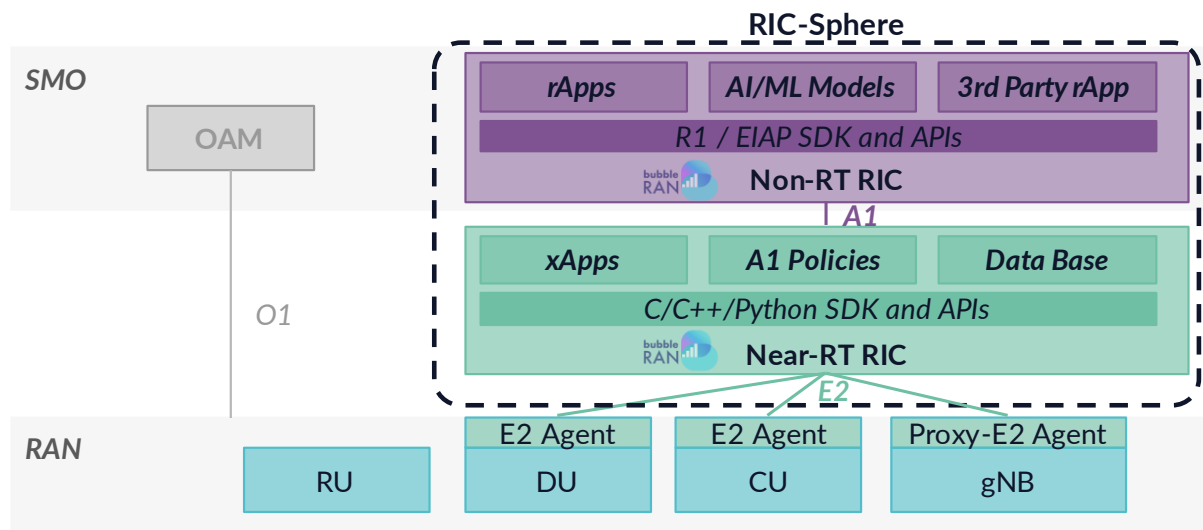 RIC-Sphere
SMO
rApps
AI/ML Models
3rd Party rApp
OAM
R1 / EIAP SDK and APIs
bubble
RAN
Non-RT RIC
A1
xApps
A1 Policies
Data Base
O1
C/C++/Python SDK and APIs
bubble
RAN
Near-RT RIC
E2
RAN
E2 Agent
E2 Agent
Proxy-E2 Agent
RU
DU
CU
gNB